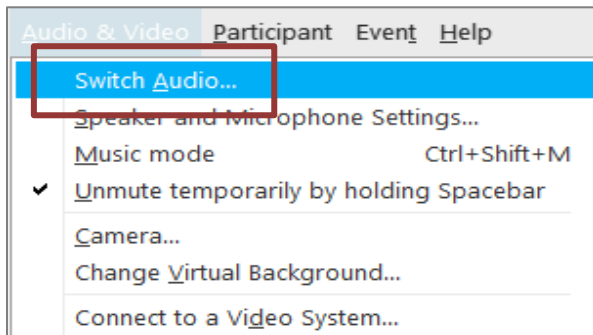 Audio & Video Participant Event Help
Switch Audio...
Speaker and Microphone Settings...
Music mode Ctrl+Shift+M
Unmute temporarily by holding Spacebar
Camera...
Change Virtual Background...
Connect to a Video System...